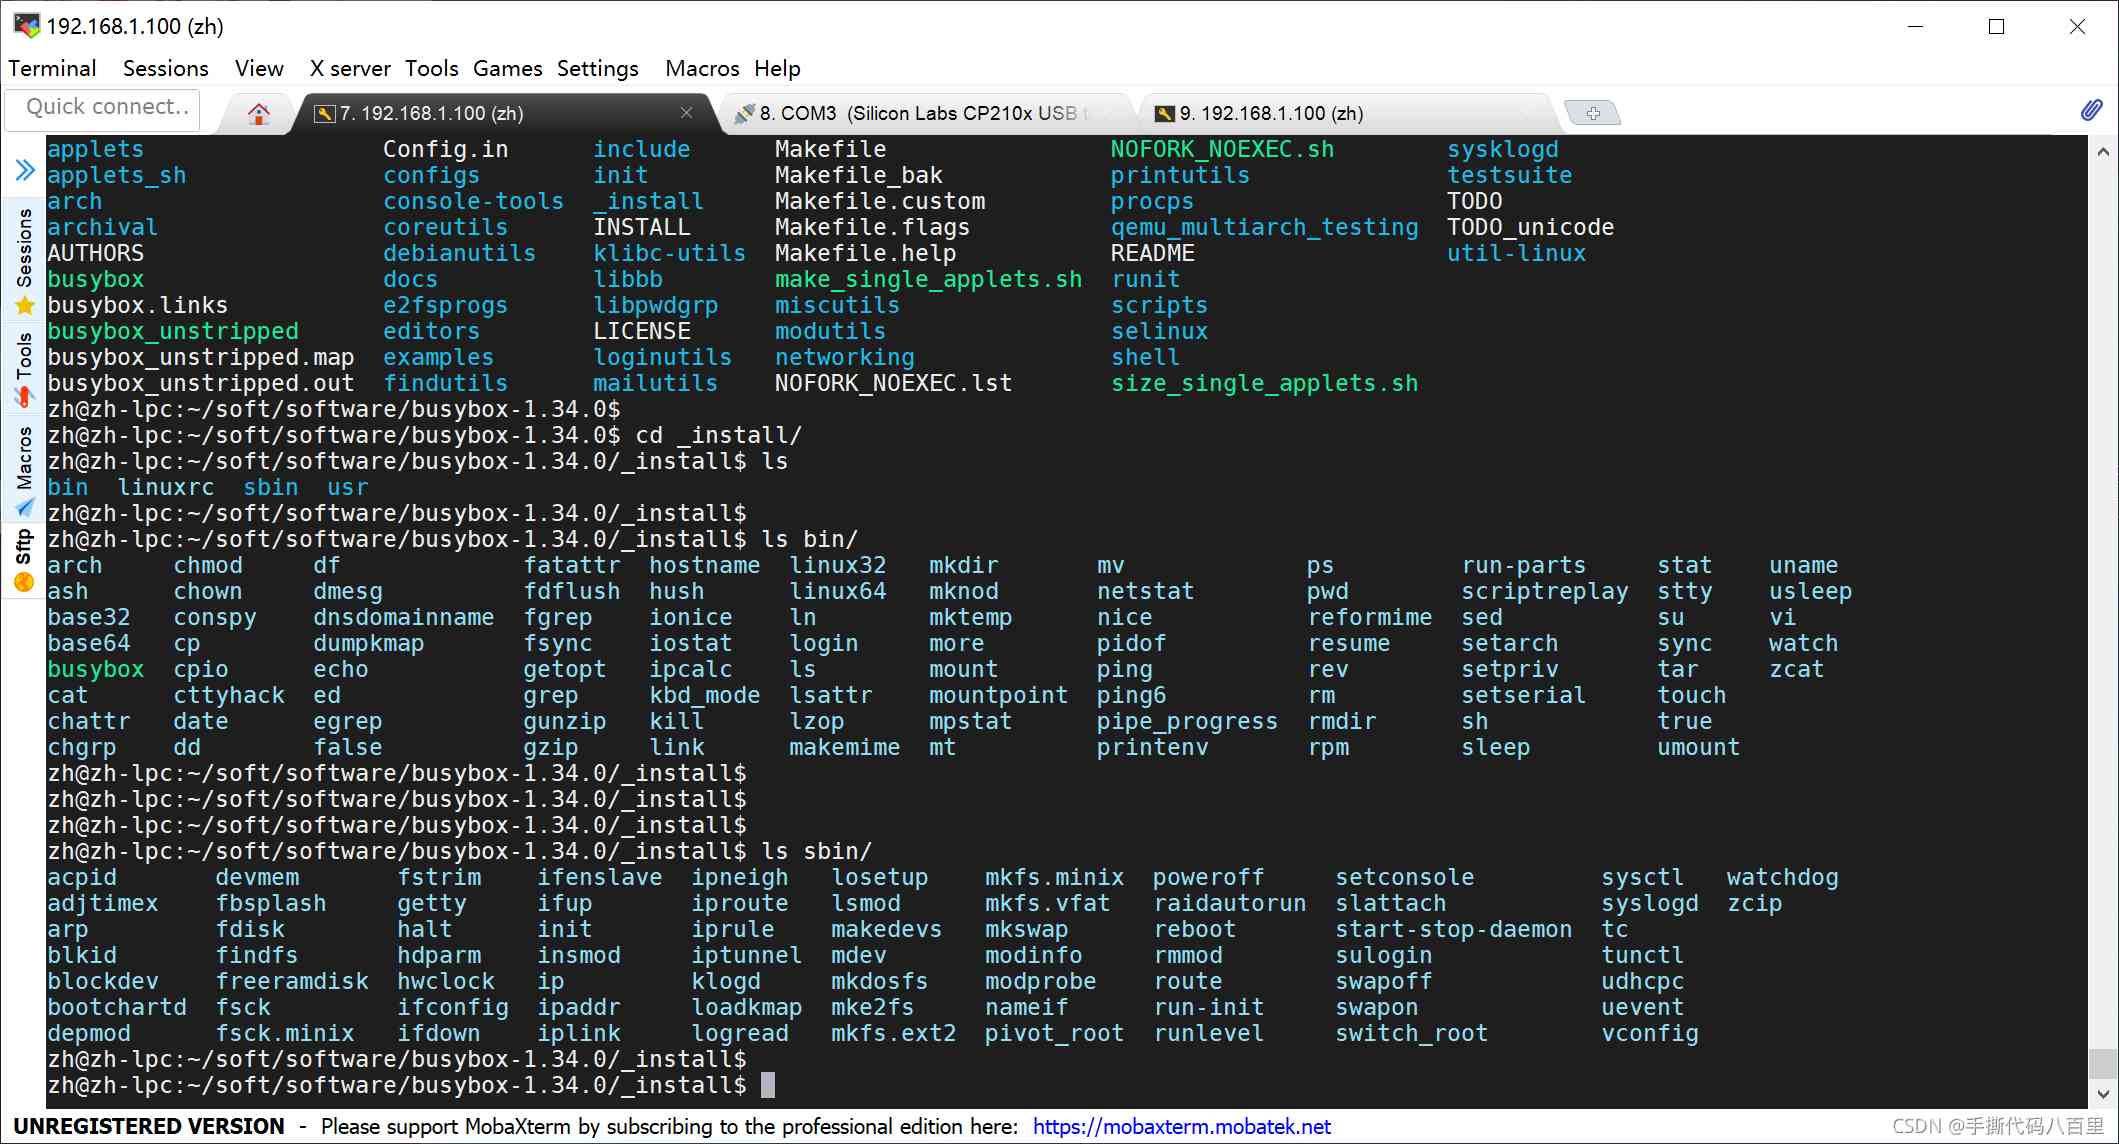 192.168.1.100 (zh)
Terminal Sessions View X server Tools Games Settings Macros Help
Quick connect..
7. 192.168.1.100 (zh)
8. COM3 (Silicon Labs CP210x USB t
9. 192.168.1.100 (zh)
Sessions
Tools
Macros
Sftp
applets Config.in include Makefile NOFORK_NOEXEC.sh sysklogd
applets_sh configs init Makefile_bak printutils testsuite
arch console-tools _install Makefile.custom procps TODO
archival coreutils INSTALL Makefile.flags qemu_multiarch_testing TODO_unicode
AUTHORS debianutils klibc-utils Makefile.help README util-linux
busybox docs libbb make_single_applets.sh runit
busybox.links e2fsprogs libpwdgrp miscutils scripts
busybox_unstripped editors LICENSE modutils selinux
busybox_unstripped.map examples loginutils networking shell
busybox_unstripped.out findutils mailutils NOFORK_NOEXEC.lst size_single_applets.sh
zh@zh-lpc:~/soft/software/busybox-1.34.0$
zh@zh-lpc:~/soft/software/busybox-1.34.0$ cd _install/
zh@zh-lpc:~/soft/software/busybox-1.34.0/_install$ ls
bin linuxrc sbin usr
zh@zh-lpc:~/soft/software/busybox-1.34.0/_install$
zh@zh-lpc:~/soft/software/busybox-1.34.0/_install$ ls bin/
arch chmod df fatattr hostname linux32 mkdir mv ps run-parts stat uname
ash chown dmesg fdflush hush linux64 mknod netstat pwd scriptreplay stty usleep
base32 conspy dnsdomainname fgrep ionice ln mktemp nice reformime sed su vi
base64 cp dumpkmap fsync iostat login more pidof resume setarch sync watch
busybox cpio echo getopt ipcalc ls mount ping rev setpriv tar zcat
cat cttyhack ed grep kbd_mode lsattr mountpoint ping6 rm setserial touch
chattr date egrep gunzip kill lzop mpstat pipe_progress rmdir sh true
chgrp dd false gzip link makemime mt printenv rpm sleep umount
zh@zh-lpc:~/soft/software/busybox-1.34.0/_install$
zh@zh-lpc:~/soft/software/busybox-1.34.0/_install$
zh@zh-lpc:~/soft/software/busybox-1.34.0/_install$
zh@zh-lpc:~/soft/software/busybox-1.34.0/_install$ ls sbin/
acpid devmem fstrim ifenslave ipneigh losetup mkfs.minix poweroff setconsole sysctl watchdog
adjtimex fbsplash getty ifup iproute lsmod mkfs.vfat raidautorun slattach syslogd zcip
arp fdisk halt init iprule makedevs mkswap reboot start-stop-daemon tc
blkid findfs hdparm insmod iptunnel mdev modinfo rmmod sulogin tunctl
blockdev freeramdisk hwclock ip klogd mkdosfs modprobe route swapoff udhcpc
bootchartd fsck ifconfig ipaddr loadkmap mke2fs nameif run-init swapon uevent
depmod fsck.minix ifdown iplink logread mkfs.ext2 pivot_root runlevel switch_root vconfig
zh@zh-lpc:~/soft/software/busybox-1.34.0/_install$
zh@zh-lpc:~/soft/software/busybox-1.34.0/_install$
UNREGISTERED VERSION - Please support MobaXterm by subscribing to the professional edition here: https://mobaxterm.mobatek.net
CSDN @手撕代码八百里